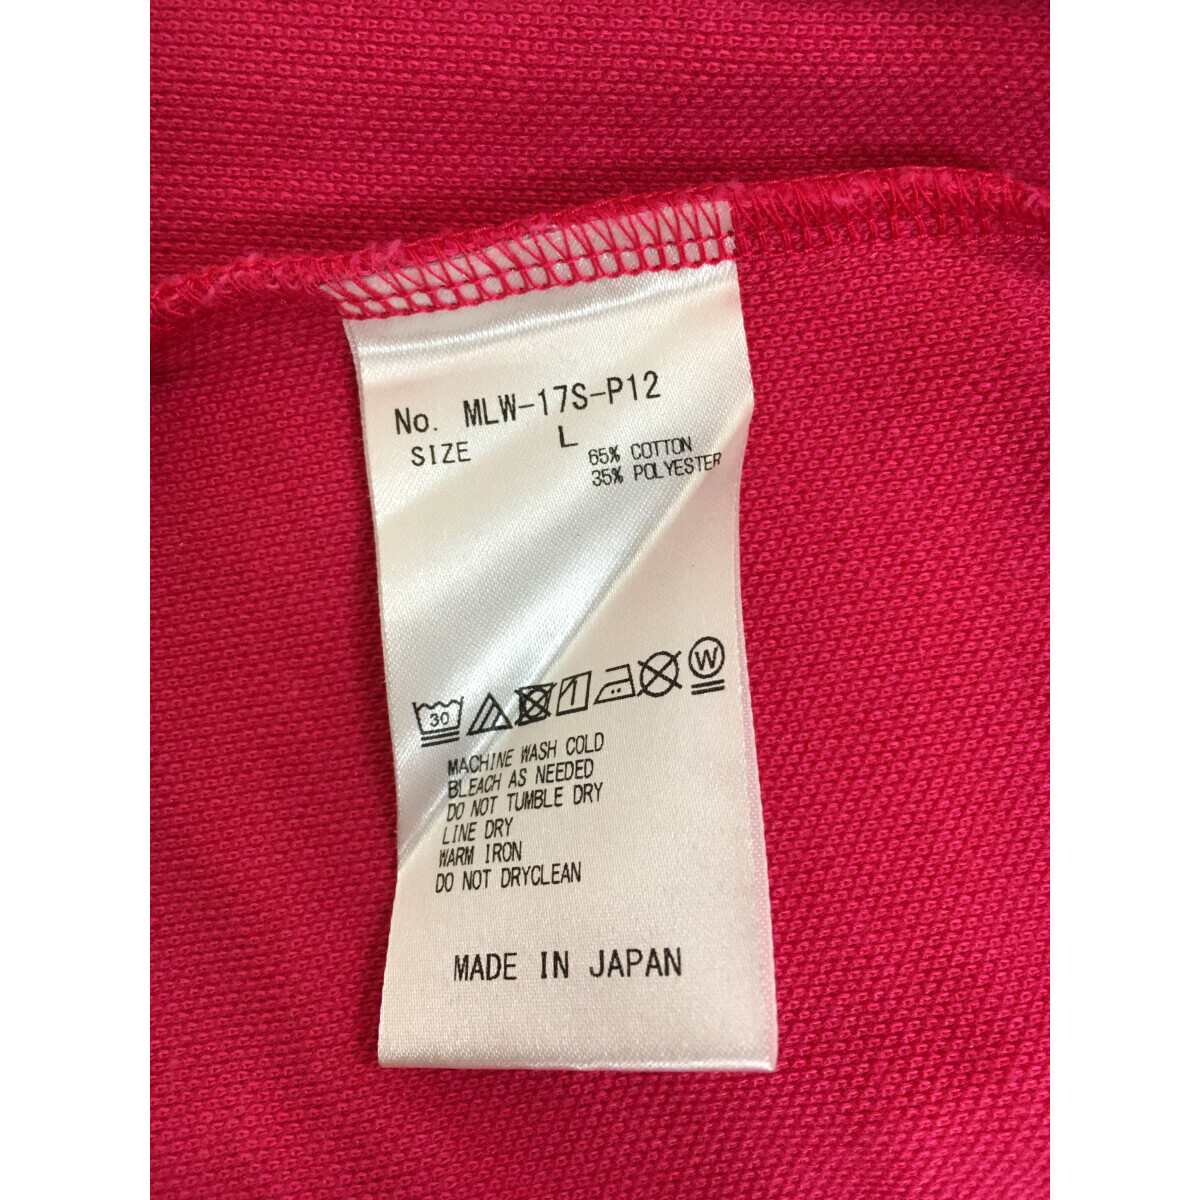 No. MLW-17S-P12
SIZE L
65% COTTON
35% POLYESTER
30 W
MACHINE WASH COLD
BLEACH AS NEEDED
DO NOT TUMBLE DRY
LINE DRY
WARM IRON
DO NOT DRYCLEAN
MADE IN JAPAN